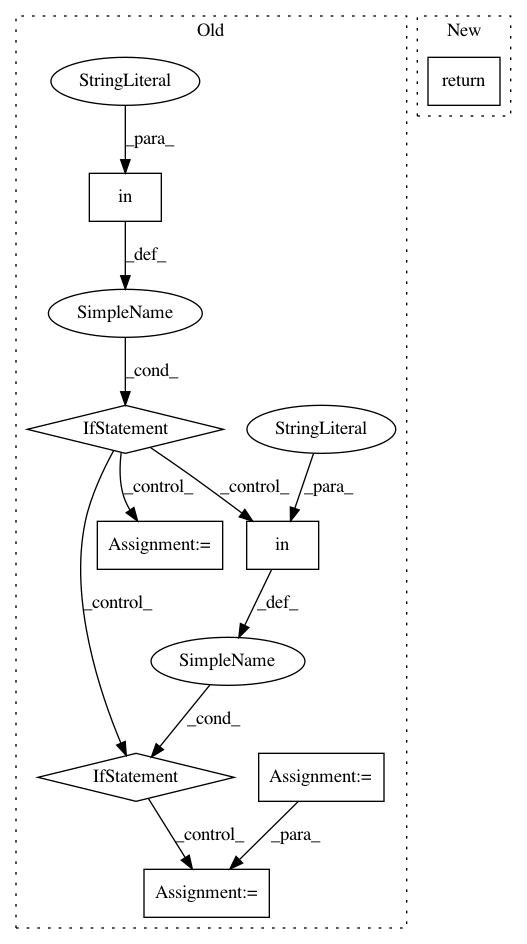 Old
New
StringLiteral
return
_para_
in
_def_
SimpleName
_cond_
IfStatement
StringLiteral
_control_
_control_
_para_
Assignment:=
in
_control_
_def_
SimpleName
_cond_
IfStatement
Assignment:=
_control_
_para_
Assignment:=